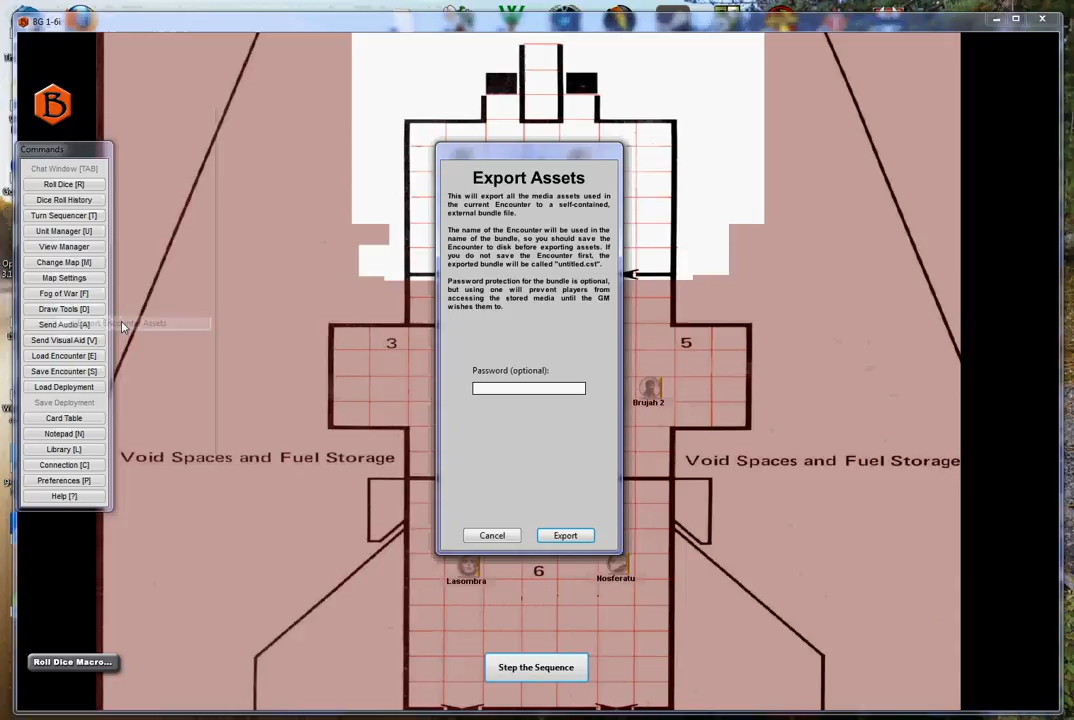 BG 1-6i
B
Commands
Chat Window [TAB]
Roll Dice [R]
Dice Roll History
Turn Sequencer [T]
Unit Manager [U]
View Manager
Change Map [M]
Map Settings
Fog of War [F]
Draw Tools [D]
Send Audio [A]
Encounter Assets
Send Visual Aid [V]
Load Encounter [E]
Save Encounter [S]
Load Deployment
Save Deployment
Card Table
Notepad [N]
Library [L]
Connection [C]
Preferences [P]
Help [?]
Roll Dice Macro...
Export Assets
This will export all the media assets used in
the current Encounter to a self-contained,
external bundle file.
The name of the Encounter will be used in the
name of the bundle, so you should save the
Encounter to disk before exporting assets. If
you do not save the Encounter first, the
exported bundle will be called "untitled.cst".
Password protection for the bundle is optional,
but using one will prevent players from
accessing the stored media until the GM
wishes them to.
Password (optional):
Cancel
Export
3
5
Brujah 2
Void Spaces and Fuel Storage
Void Spaces and Fuel Storage
Lasombra
6
Nosferatu
Step the Sequence